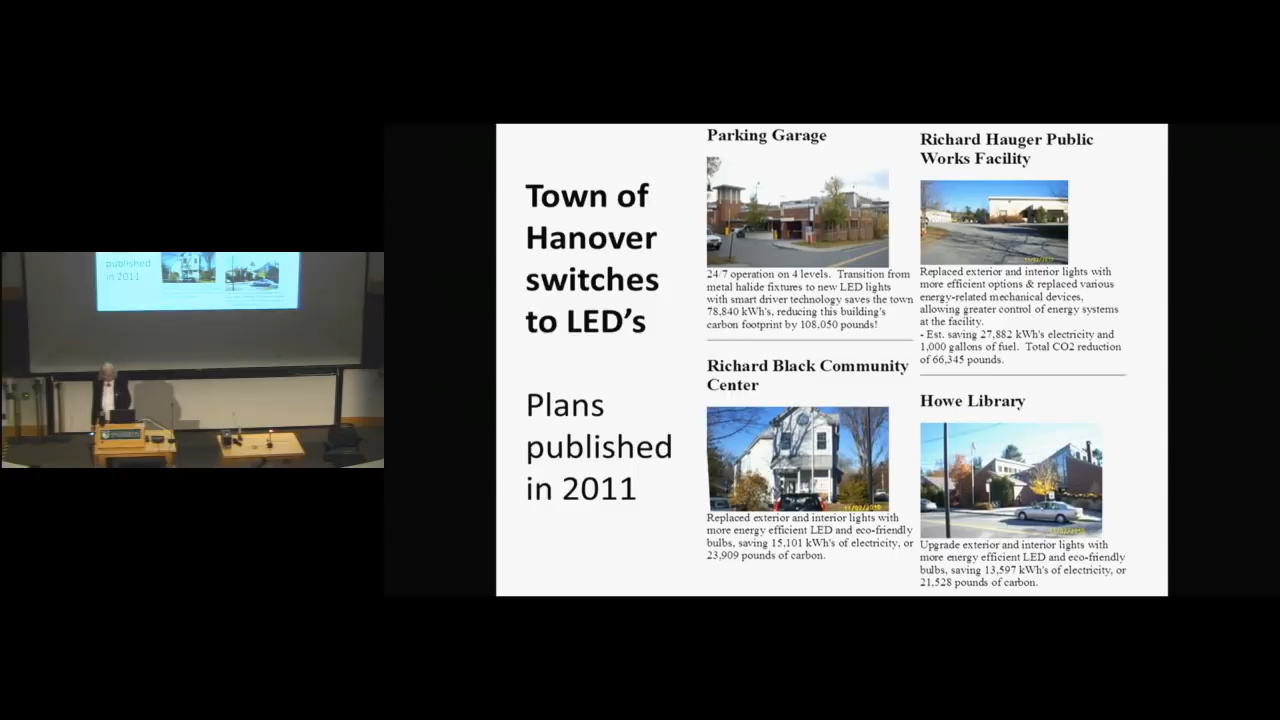 Town of
Hanover
switches
to LED’s
Plans
published
in 2011
Parking Garage
24/7 operation on 4 levels. Transition from
metal halide fixtures to new LED lights
with smart driver technology saves the town
78,840 kWh's, reducing this building's
carbon footprint by 108,050 pounds!
Richard Black Community
Center
11/02/2010
Replaced exterior and interior lights with
more energy efficient LED and eco-friendly
bulbs, saving 15,101 kWh's of electricity, or
23,909 pounds of carbon.
Richard Hauger Public
Works Facility
Replaced exterior and interior lights with
more efficient options & replaced various
energy-related mechanical devices,
allowing greater control of energy systems
at the facility.
- Est. saving 27,882 kWh's electricity and
1,000 gallons of fuel. Total CO2 reduction
of 66,345 pounds.
Howe Library
Upgrade exterior and interior lights with
more energy efficient LED and eco-friendly
bulbs, saving 13,597 kWh's of electricity, or
21,528 pounds of carbon.
published
in 2011